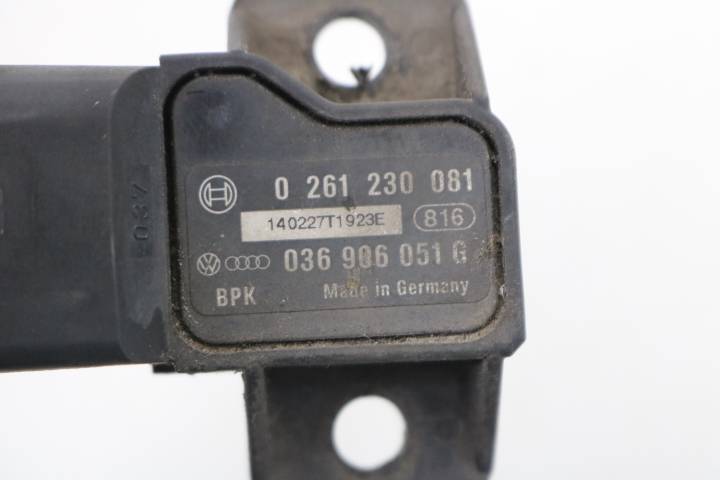 0 261 230 081
140227T1923E 816
036 906 051 G
BPK Made in Germany